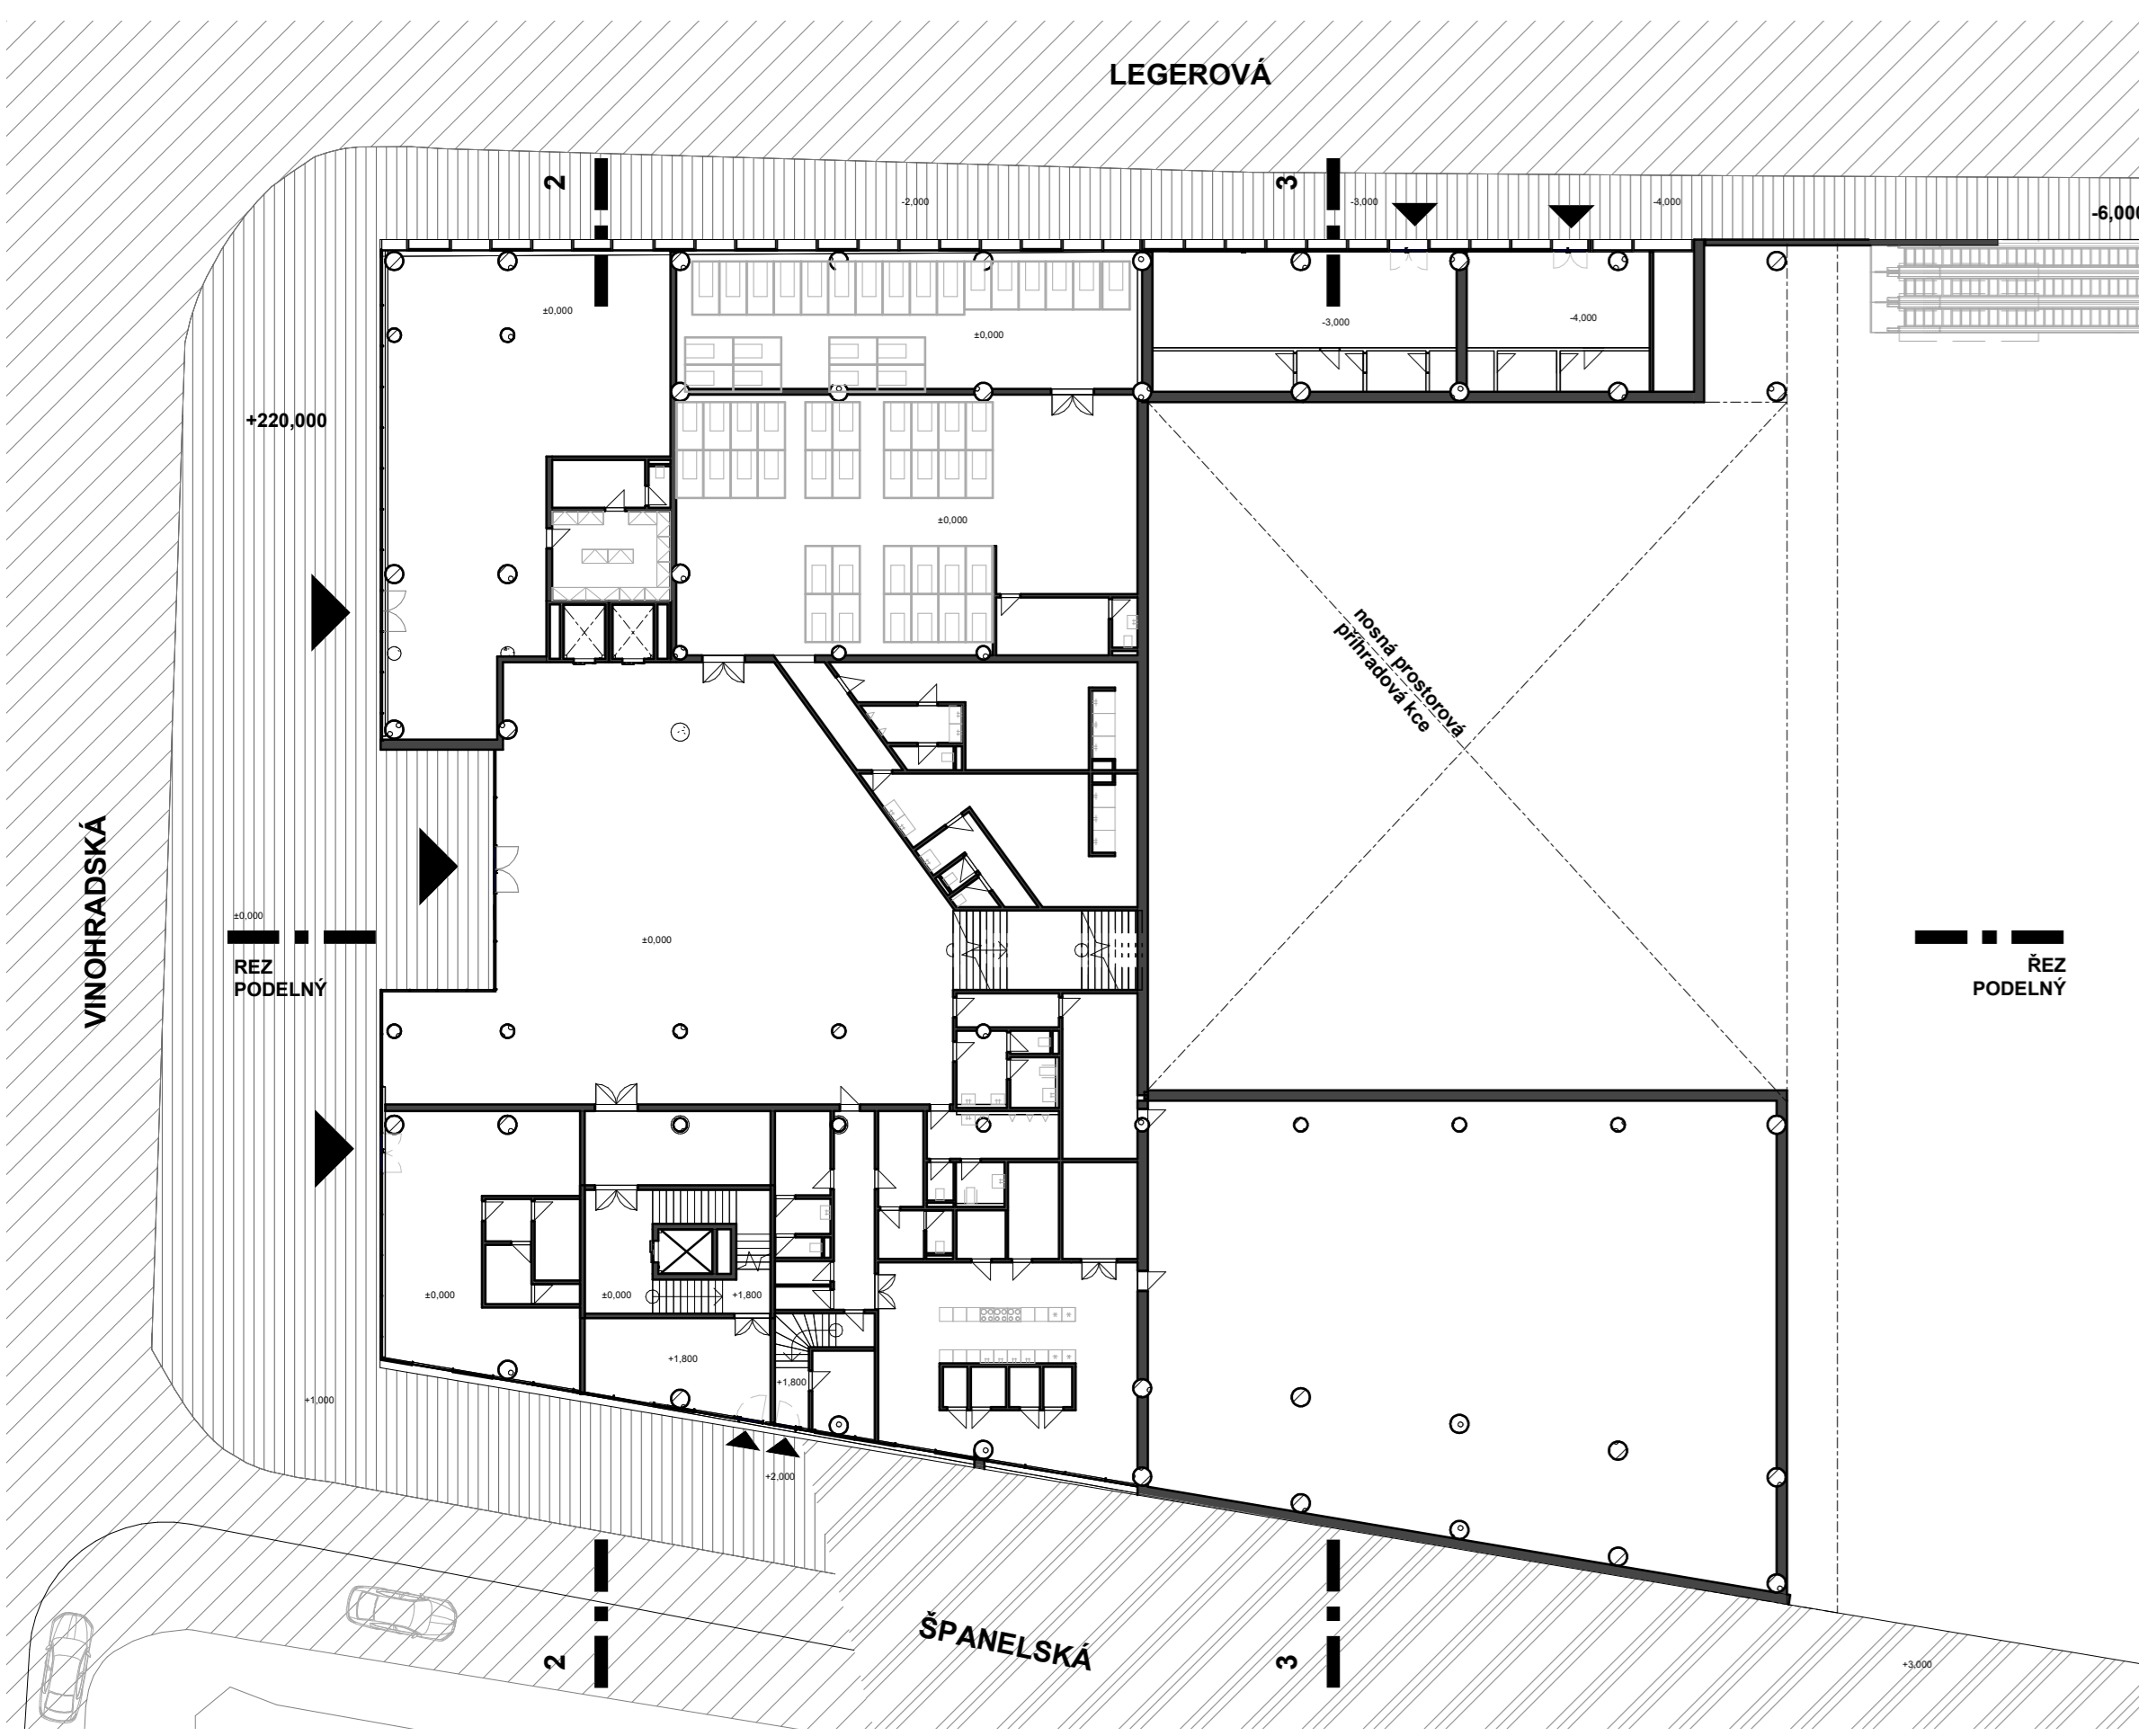 LEGEROVÁ
2
3
-2,000
-3,000
-4,000
-6,000
±0,000
±0,000
-3,000
-4,000
+220,000
±0,000
nosná prostorová
příhradová kce
VINOHRADSKÁ
±0,000
±0,000
REZ
PODELNÝ
ŘEZ
PODELNÝ
±0,000
±0,000
+1,800
+1,800
+1,800
+1,000
+2,000
ŠPANELSKÁ
2
3
+3,000